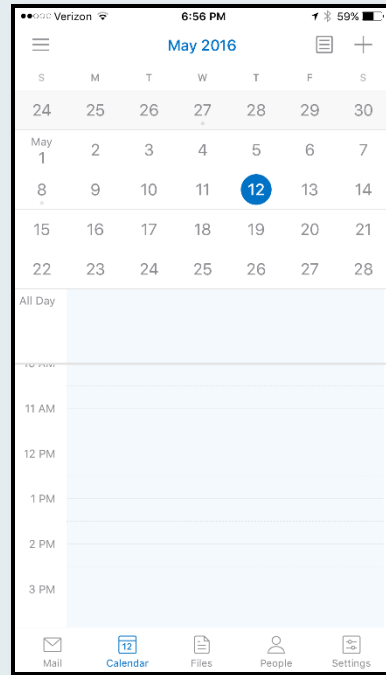 Verizon 6:56 PM 59%
May 2016
S M T W T F S
24 25 26 27 28 29 30
May
1 2 3 4 5 6 7
8 9 10 11 12 13 14
15 16 17 18 19 20 21
22 23 24 25 26 27 28
All Day
10 AM
11 AM
12 PM
1 PM
2 PM
3 PM
12
Mail Calendar Files People Settings